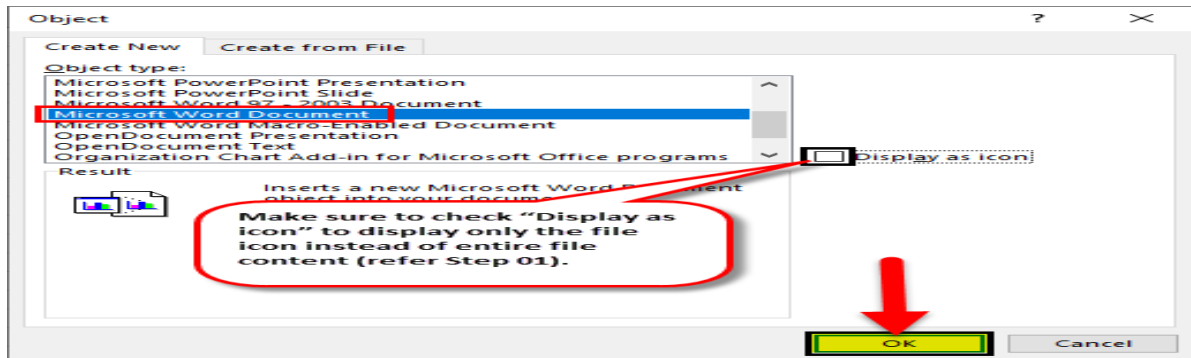 Object ?
Create New Create from File
Object type:
Microsoft PowerPoint Presentation
Microsoft PowerPoint Slide
Microsoft Word 97 - 2003 Document
Microsoft Word Document
Microsoft Word Macro-Enabled Document
OpenDocument Presentation
OpenDocument Text
Organization Chart Add-in for Microsoft Office programs
Display as icon
Result
Inserts a new Microsoft Word Document
object into your
Make sure to check “Display as
icon” to display only the file
icon instead of entire file
content (refer Step 01).
OK Cancel